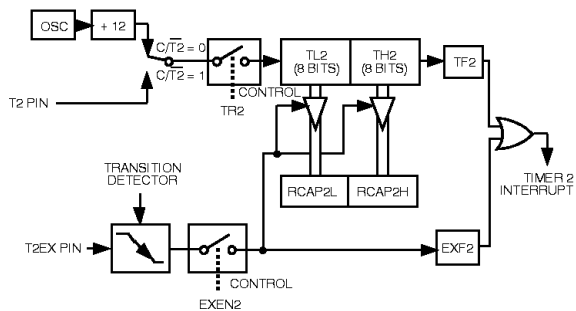 OSC
÷ 12
C/T2 = 0
C/T2 = 1
T2 PIN
CONTROL
TR2
TL2
(8 BITS)
TH2
(8 BITS)
TF2
RCAP2L
RCAP2H
TIMER 2
INTERRUPT
TRANSITION
DETECTOR
T2EX PIN
CONTROL
EXEN2
EXF2